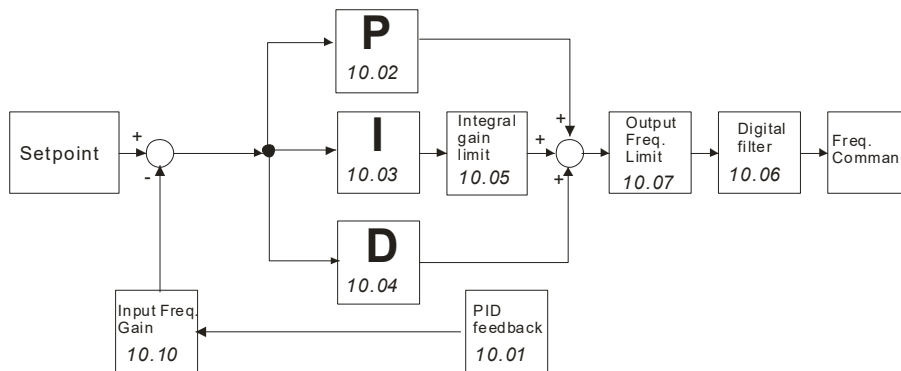 P
10.02
Setpoint
+
-
I
10.03
Integral
gain
limit
10.05
+
+
+
Output
Freq.
Limit
10.07
Digital
filter
10.06
Freq.
Comman
D
10.04
Input Freq.
Gain
10.10
PID
feedback
10.01